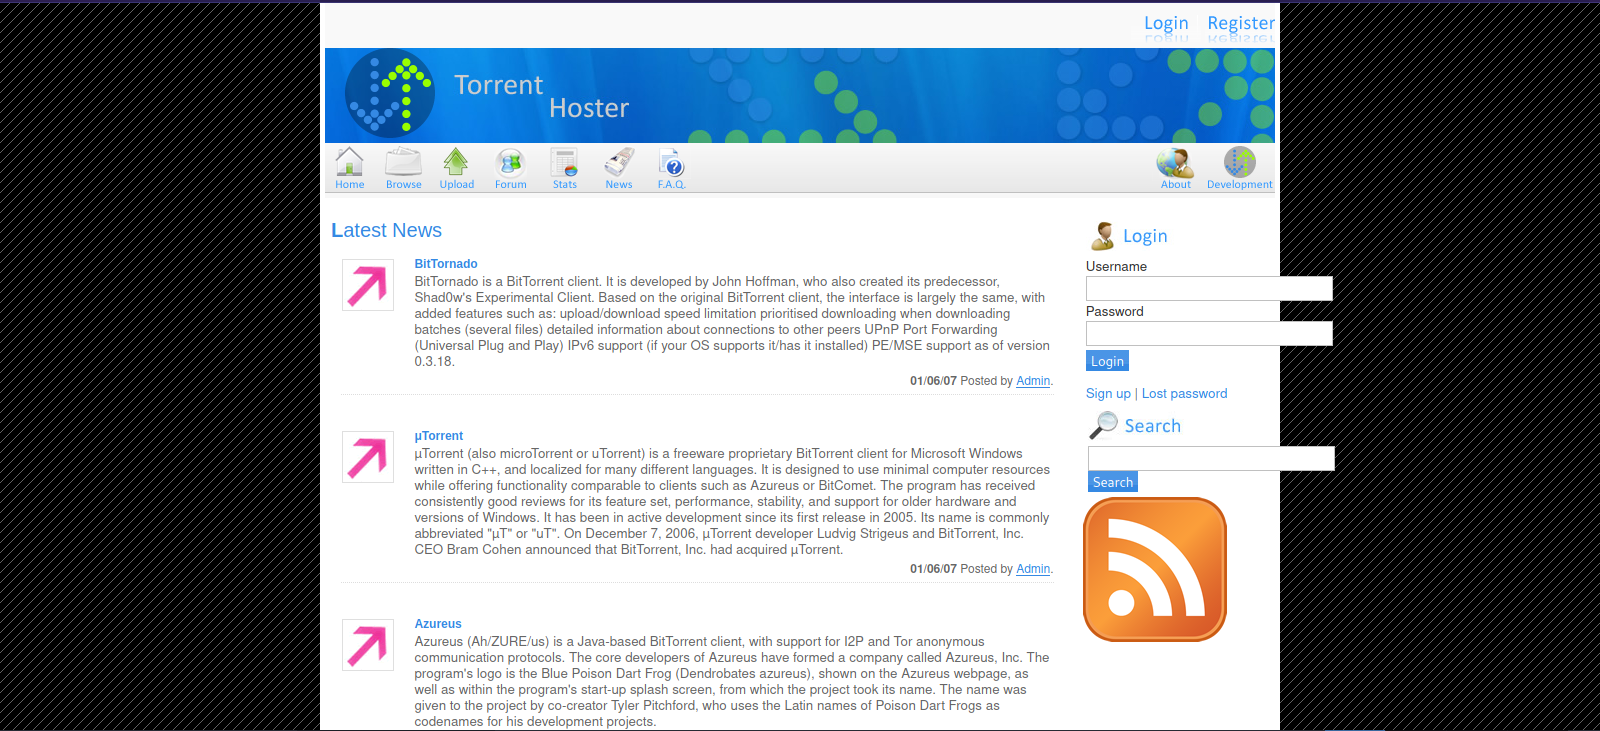 Login Register
Torrent
Hoster
Home Browse Upload Forum Stats News F.A.Q. About Development
Latest News
BitTornado
BitTornado is a BitTorrent client. It is developed by John Hoffman, who also created its predecessor,
Shad0w's Experimental Client. Based on the original BitTorrent client, the interface is largely the same, with
added features such as: upload/download speed limitation prioritised downloading when downloading
batches (several files) detailed information about connections to other peers UPnP Port Forwarding
(Universal Plug and Play) IPv6 support (if your OS supports it/has it installed) PE/MSE support as of version
0.3.18.
01/06/07 Posted by Admin.
µTorrent
µTorrent (also microTorrent or uTorrent) is a freeware proprietary BitTorrent client for Microsoft Windows
written in C++, and localized for many different languages. It is designed to use minimal computer resources
while offering functionality comparable to clients such as Azureus or BitComet. The program has received
consistently good reviews for its feature set, performance, stability, and support for older hardware and
versions of Windows. It has been in active development since its first release in 2005. Its name is commonly
abbreviated "µT" or "uT". On December 7, 2006, µTorrent developer Ludvig Strigeus and BitTorrent, Inc.
CEO Bram Cohen announced that BitTorrent, Inc. had acquired µTorrent.
01/06/07 Posted by Admin.
Azureus
Azureus (Ah/ZURE/us) is a Java-based BitTorrent client, with support for I2P and Tor anonymous
communication protocols. The core developers of Azureus have formed a company called Azureus, Inc. The
program's logo is the Blue Poison Dart Frog (Dendrobates azureus), shown on the Azureus webpage, as
well as within the program's start-up splash screen, from which the project took its name. The name was
given to the project by co-creator Tyler Pitchford, who uses the Latin names of Poison Dart Frogs as
codenames for his development projects.
Login
Username
Password
Login
Sign up | Lost password
Search
Search